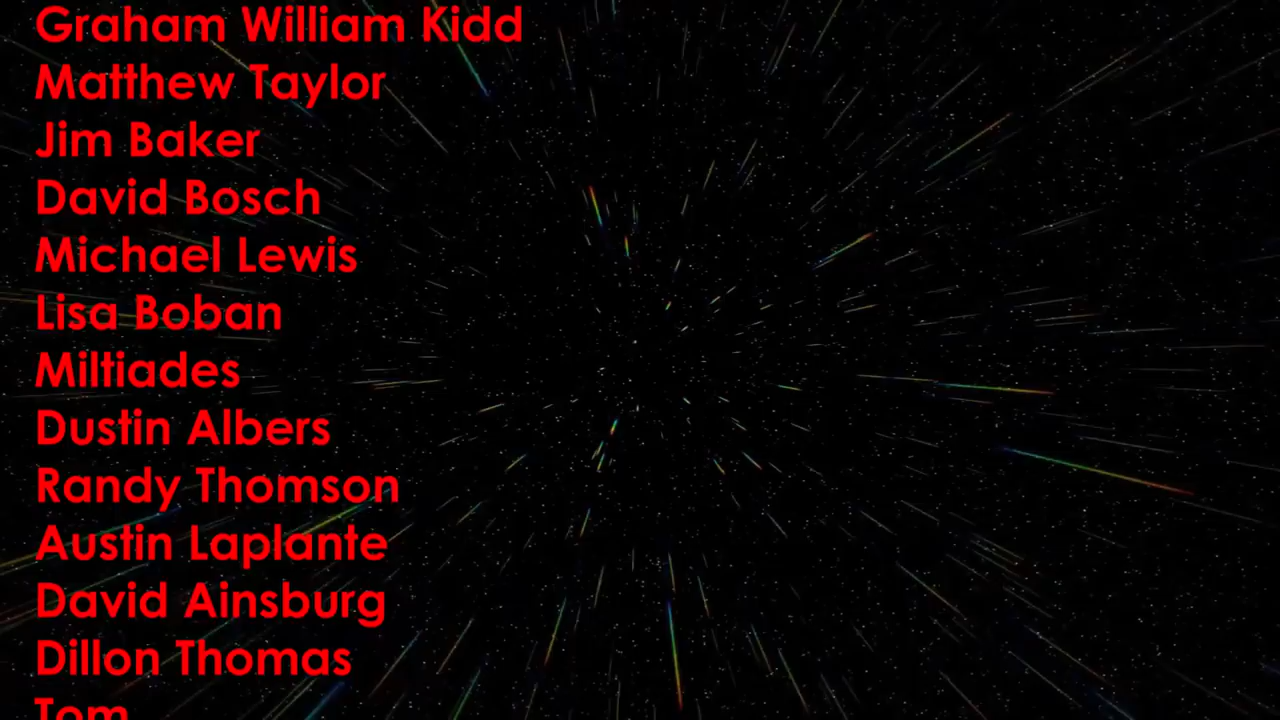 Graham William Kidd
Matthew Taylor
Jim Baker
David Bosch
Michael Lewis
Lisa Boban
Miltiades
Dustin Albers
Randy Thomson
Austin Laplante
David Ainsburg
Dillon Thomas
Tom